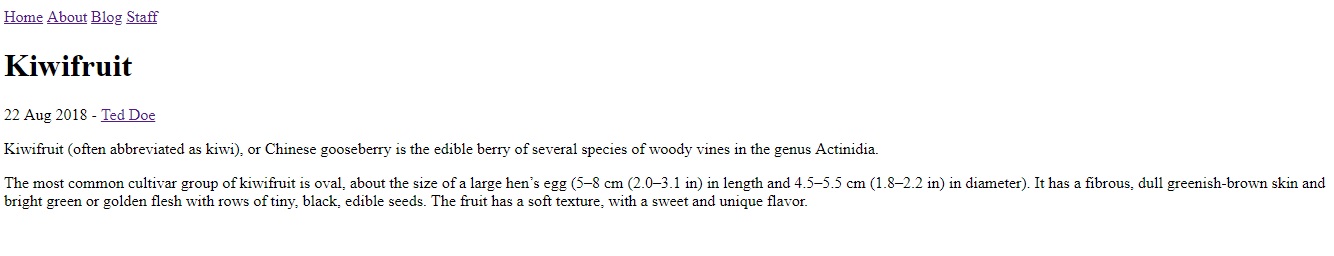 Home About Blog Staff
Kiwifruit
22 Aug 2018 - Ted Doe
Kiwifruit (often abbreviated as kiwi), or Chinese gooseberry is the edible berry of several species of woody vines in the genus Actinidia.
The most common cultivar group of kiwifruit is oval, about the size of a large hen’s egg (5–8 cm (2.0–3.1 in) in length and 4.5–5.5 cm (1.8–2.2 in) in diameter). It has a fibrous, dull greenish-brown skin and
bright green or golden flesh with rows of tiny, black, edible seeds. The fruit has a soft texture, with a sweet and unique flavor.